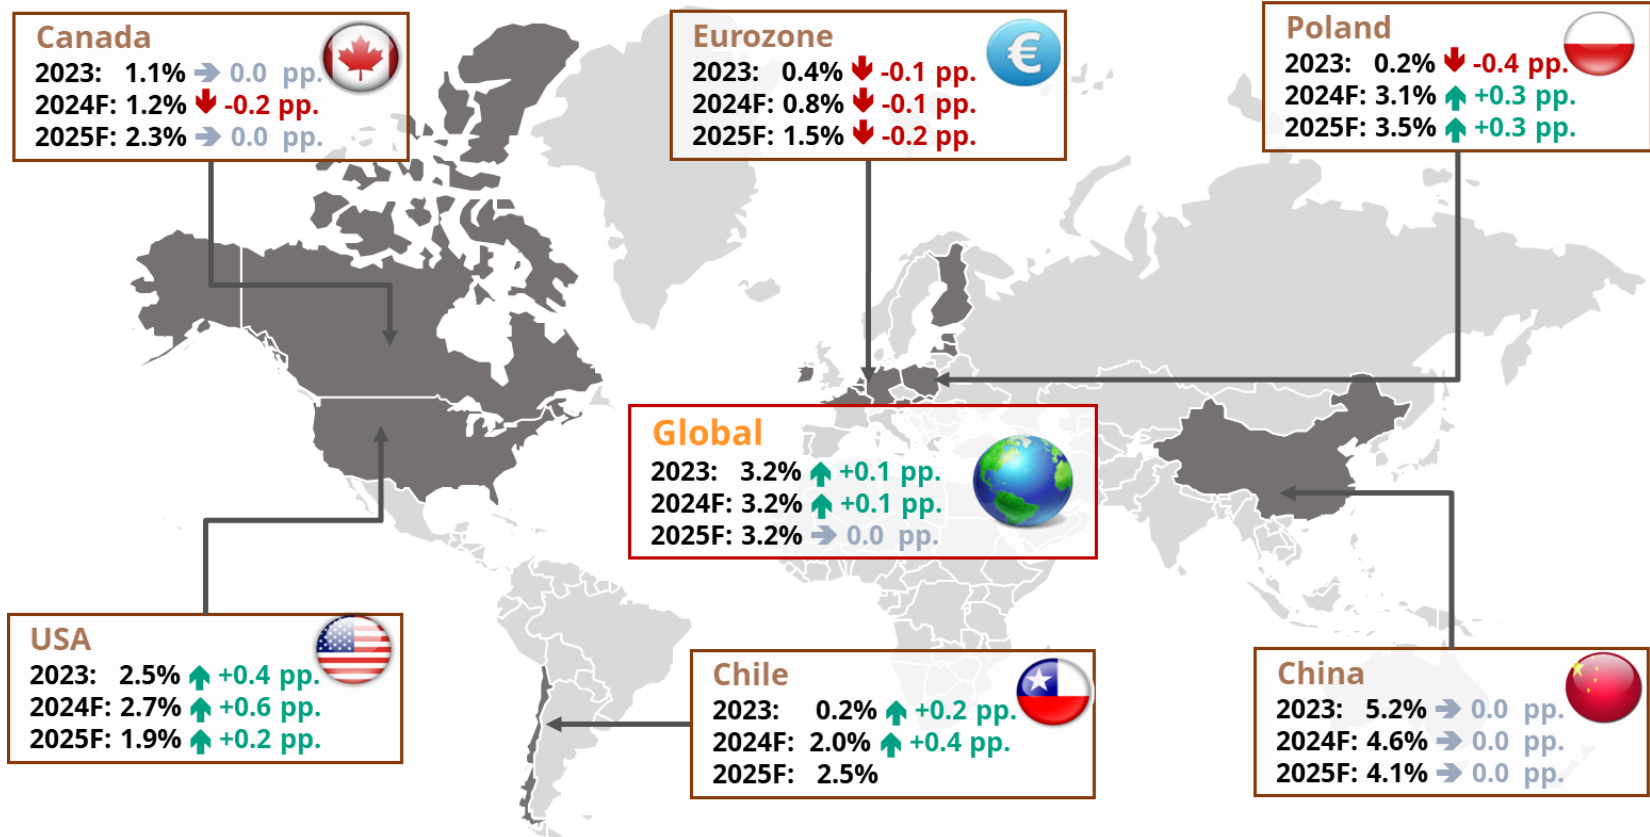 Canada
2023: 1.1% 0.0 pp.
2024F: 1.2% -0.2 pp.
2025F: 2.3% 0.0 pp.
Eurozone
€
2023: 0.4% -0.1 pp.
2024F: 0.8% -0.1 pp.
2025F: 1.5% -0.2 pp.
Poland
2023: 0.2% -0.4 pp.
2024F: 3.1% +0.3 pp.
2025F: 3.5% +0.3 pp.
Global
2023: 3.2% +0.1 pp.
2024F: 3.2% +0.1 pp.
2025F: 3.2% 0.0 pp.
USA
2023: 2.5% +0.4 pp.
2024F: 2.7% +0.6 pp.
2025F: 1.9% +0.2 pp.
Chile
2023: 0.2% +0.2 pp.
2024F: 2.0% +0.4 pp.
2025F: 2.5%
China
2023: 5.2% 0.0 pp.
2024F: 4.6% 0.0 pp.
2025F: 4.1% 0.0 pp.